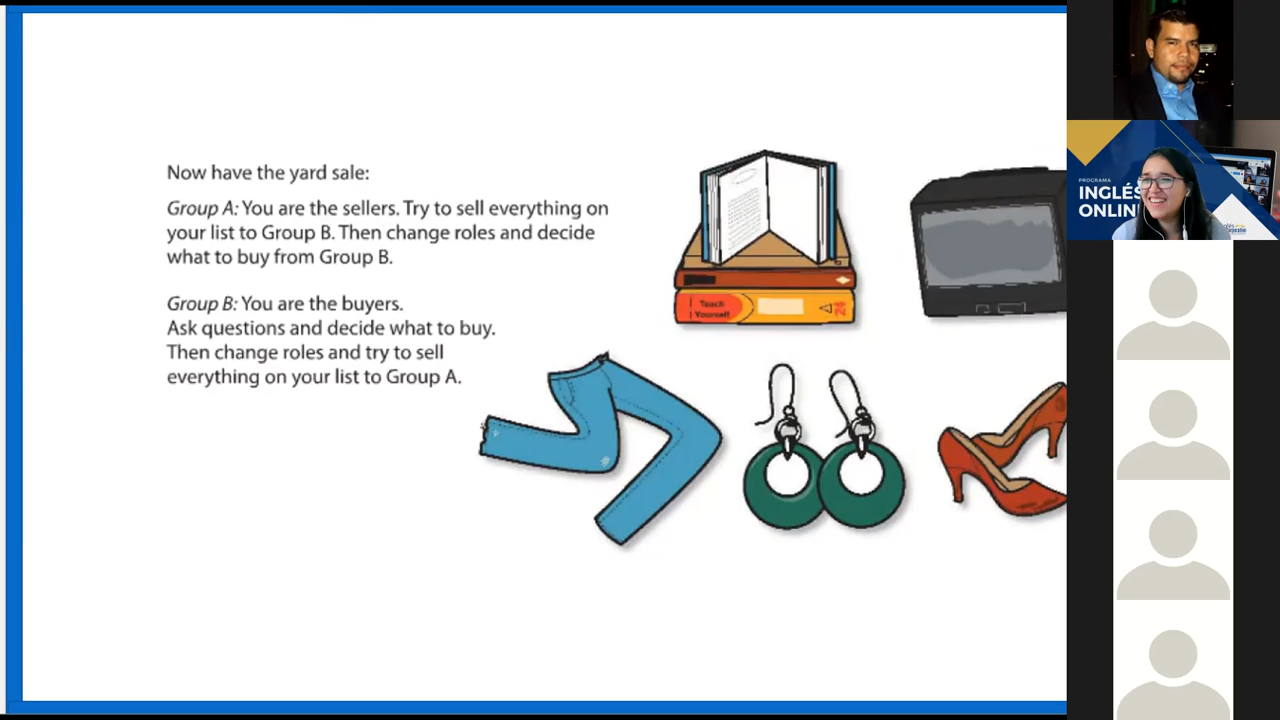 Now have the yard sale:
Group A: You are the sellers. Try to sell everything on
your list to Group B. Then change roles and decide
what to buy from Group B.
Group B: You are the buyers.
Ask questions and decide what to buy.
Then change roles and try to sell
everything on your list to Group A.
Teach
Yourself
24
PROGRAMA
INGLÉS
ONLIN